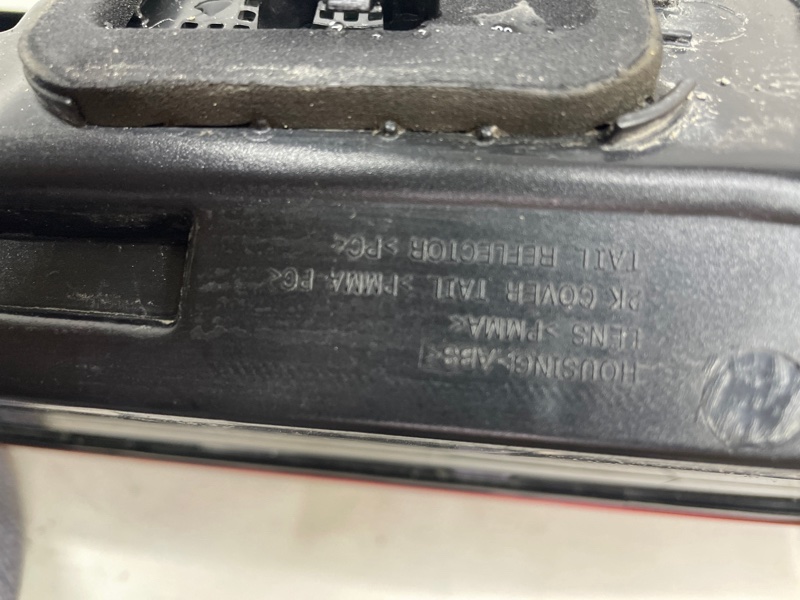 HOUSING >ABS<
LENS >PMMA<
2K COVER TAIL >PMMA PC<
TAIL REFLECTOR >PC<